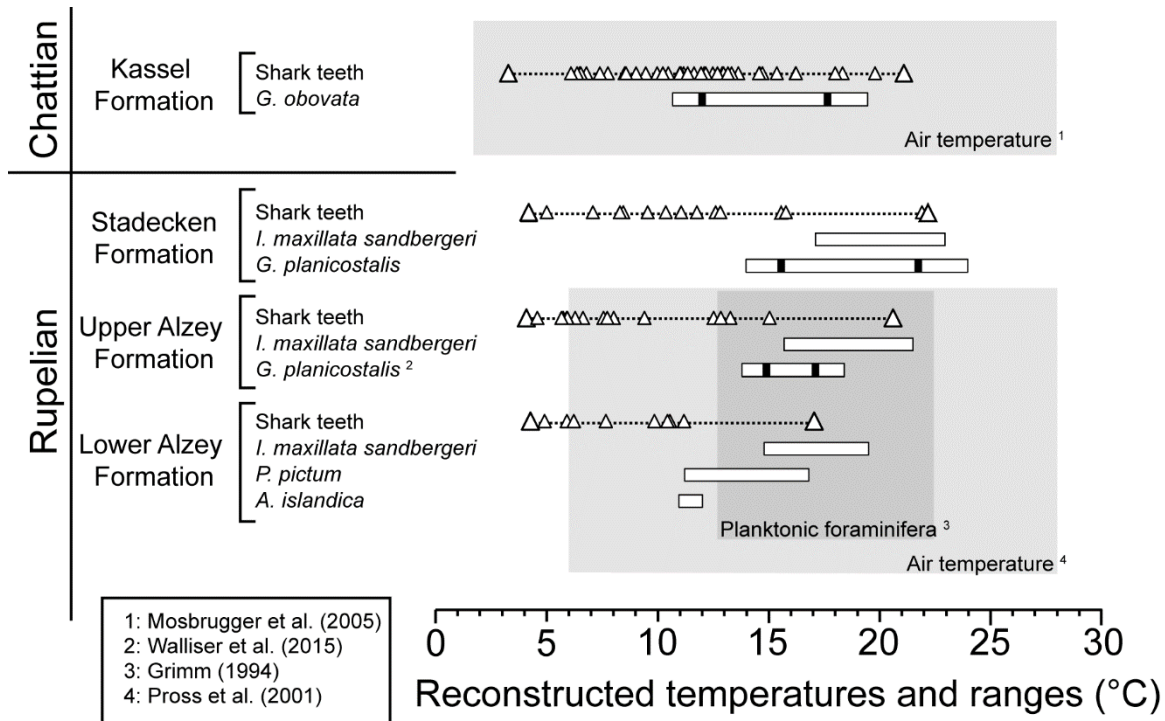 Chattian
Kassel
Formation
Shark teeth
G. obovata
Air temperature 1
Rupelian
Stadecken
Formation
Shark teeth
I. maxillata sandbergeri
G. planicostalis
Upper Alzey
Formation
Shark teeth
I. maxillata sandbergeri
G. planicostalis 2
Lower Alzey
Formation
Shark teeth
I. maxillata sandbergeri
P. pictum
A. islandica
Planktonic foraminifera 3
Air temperature 4
1: Mosbrugger et al. (2005)
2: Walliser et al. (2015)
3: Grimm (1994)
4: Pross et al. (2001)
0 5 10 15 20 25 30
Reconstructed temperatures and ranges (°C)